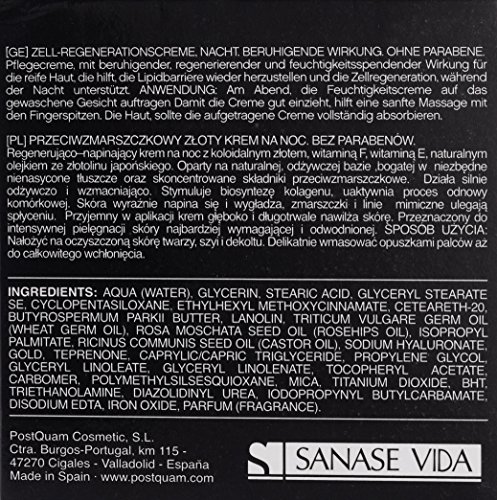 [GE] ZELL-REGENERATIONSCREME, NACHT. BERUHIGENDE WIRKUNG. OHNE PARABENE.
Pflegecreme, mit beruhigender, regenerierender und feuchtigkeitsspendender Wirkung für
die reife Haut, die hilft, die Lipidbarriere wieder herzustellen und die Zellregeneration, während
der Nacht unterstützt. ANWENDUNG: Am Abend, die Feuchtigkeitscreme auf das
gewaschene Gesicht auftragen Damit die Creme gut einzieht, hilft eine sanfte Massage mit
den Fingerspitzen. Die Haut, sollte die aufgetragene Creme vollständig absorbieren.
[PL] PRZECIWZMARSZCZKOWY ZŁOTY KREM NA NOC. BEZ PARABENÓW.
Regenerująco-napinający krem na noc z koloidalnym złotem, witaminą F, witaminą E, naturalnym
olejkiem ze złotolinu japońskiego. Oparty na naturalnej, odżywczej bazie ,bogatej w niezbędne
nienasycone tłuszcze oraz skoncentrowane składniki przeciwzmarszczkowe. Działa silnie
odżywczo i wzmacniająco. Stymuluje biosyntezę kolagenu, uaktywnia proces odnowy
komórkowej. Skóra wyraźnie napina się i wygładza, zmarszczki i linie mimiczne ulegają
spłyceniu. Przyjemny w aplikacji krem głęboko i długotrwale nawilża skórę. Przeznaczony do
intensywnej pielęgnacji skóry najbardziej wymagającej i odwodnionej. SPOSÓB UŻYCIA:
Nałożyć na oczyszczoną skórę twarzy, szyi i dekoltu. Delikatnie wmasować opuszkami palców aż
do całkowitego wchłonięcia.
INGREDIENTS: AQUA (WATER), GLYCERIN, STEARIC ACID, GLYCERYL STEARATE
SE, CYCLOPENTASILOXANE, ETHYLHEXYL METHOXYCINNAMATE, CETEARETH-20,
BUTYROSPERMUM PARKII BUTTER, LANOLIN, TRITICUM VULGARE GERM OIL
(WHEAT GERM OIL), ROSA MOSCHATA SEED OIL (ROSEHIPS OIL), ISOPROPYL
PALMITATE, RICINUS COMMUNIS SEED OIL (CASTOR OIL), SODIUM HYALURONATE,
GOLD, TEPRENONE, CAPRYLIC/CAPRIC TRIGLYCERIDE, PROPYLENE GLYCOL,
GLYCERYL LINOLEATE, GLYCERYL LINOLENATE, TOCOPHERYL ACETATE,
CARBOMER, POLYMETHYLSILSESQUIOXANE, MICA, TITANIUM DIOXIDE, BHT,
TRIETHANOLAMINE, DIAZOLIDINYL UREA, IODOPROPYNYL BUTYLCARBAMATE,
DISODIUM EDTA, IRON OXIDE, PARFUM (FRAGRANCE).
PostQuam Cosmetic, S.L.
Ctra. Burgos-Portugal, km 115 -
47270 Cigales - Valladolid - España
Made in Spain · www.postquam.com
SANASE VIDA